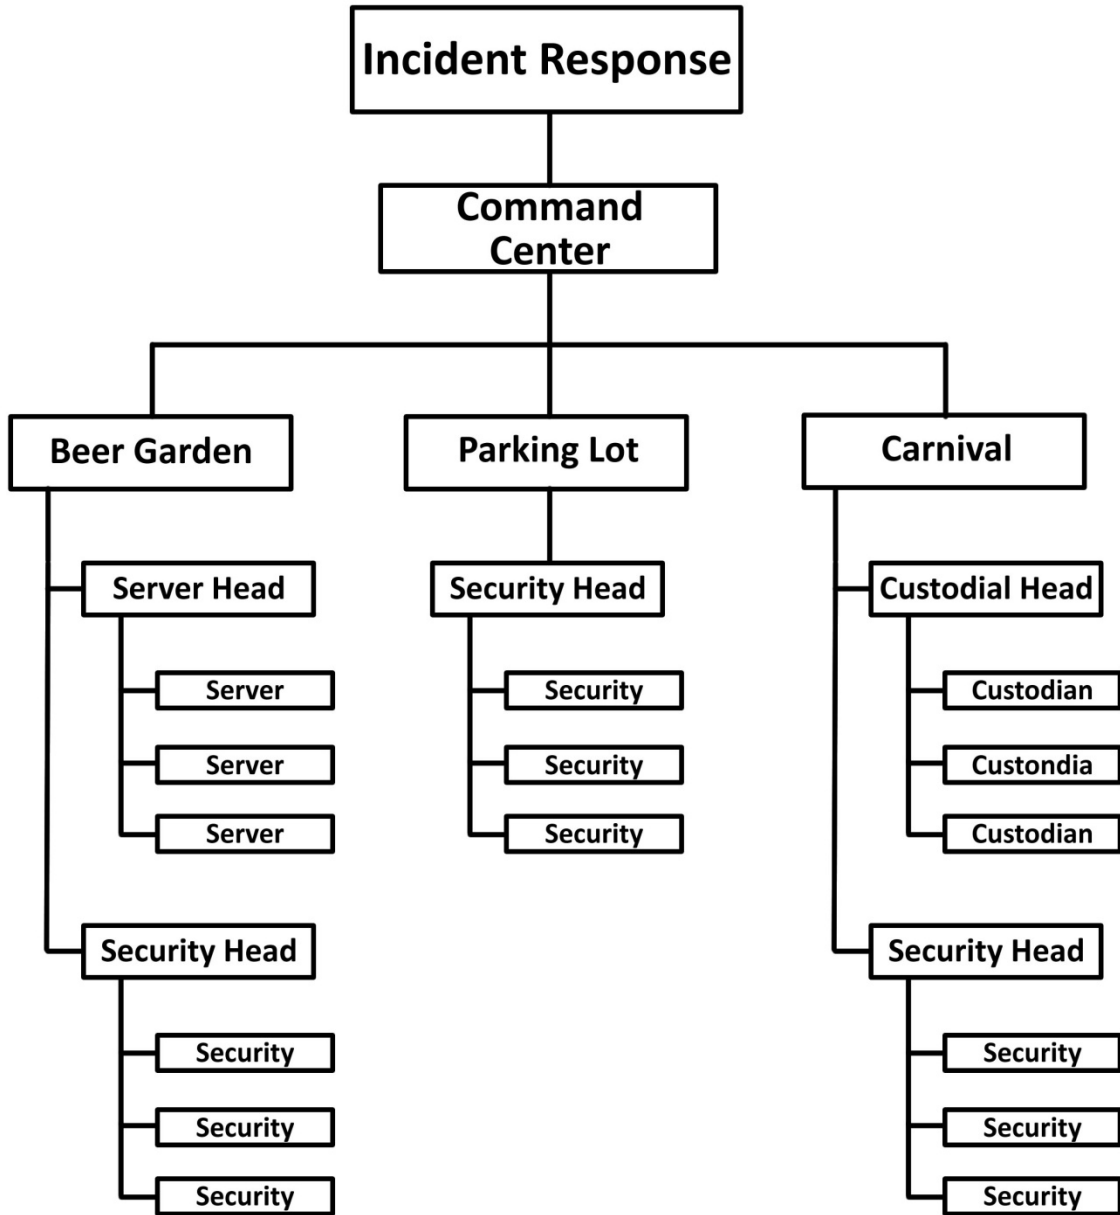 Incident Response
Command
Center
Beer Garden
Parking Lot
Carnival
Server Head
Security Head
Custodial Head
Server
Security
Custodian
Server
Security
Custondia
Server
Security
Custodian
Security Head
Security Head
Security
Security
Security
Security
Security
Security